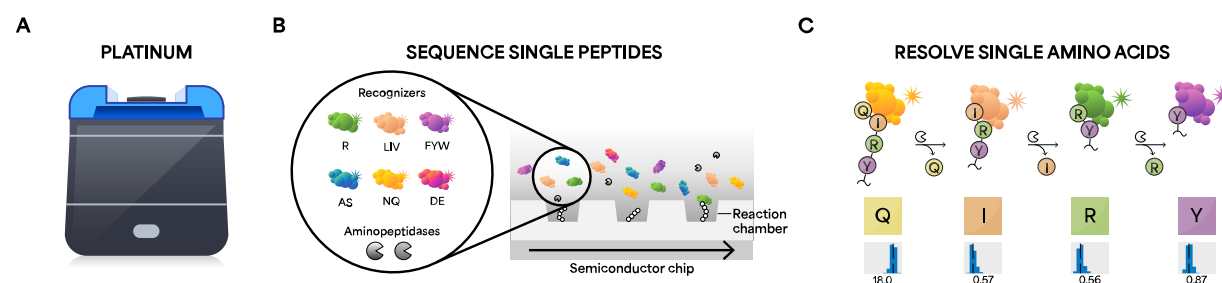 A
PLATINUM
B
SEQUENCE SINGLE PEPTIDES
Recognizers
R LIV FYW
AS NQ DE
Aminopeptidases
Reaction
chamber
Semiconductor chip
C
RESOLVE SINGLE AMINO ACIDS
Q I R Y
I R Y
R Y
Y
Q I R
Q I R Y
18.0 0.57 0.56 0.87